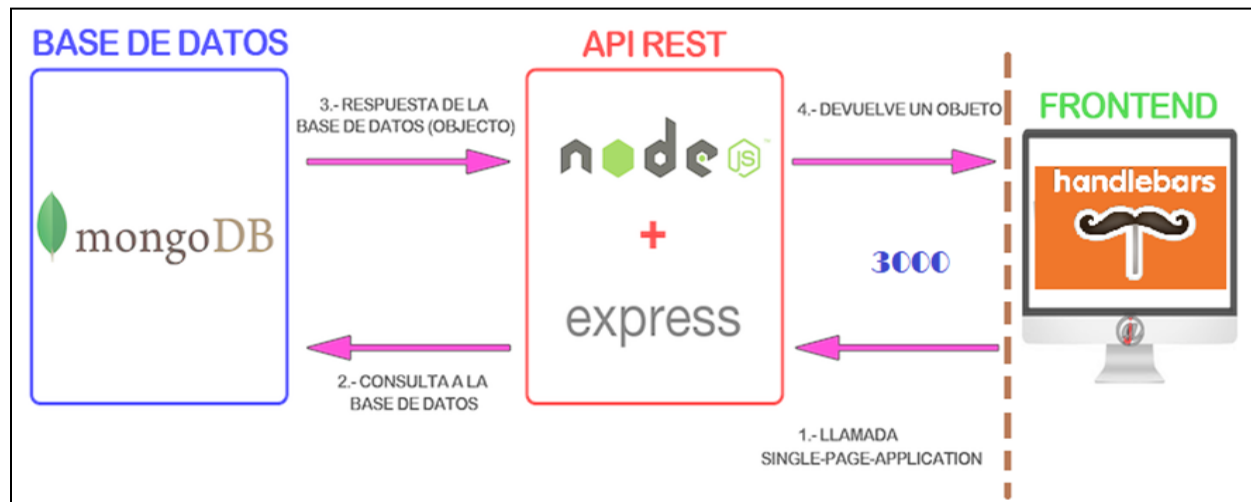 BASE DE DATOS
API REST
FRONTEND
3.- RESPUESTA DE LA
BASE DE DATOS (OBJECTO)
4.- DEVUELVE UN OBJETO
mongoDB
node
JS
™
+
express
3000
handlebars
@
2.- CONSULTA A LA
BASE DE DATOS
1.- LLAMADA
SINGLE-PAGE-APPLICATION